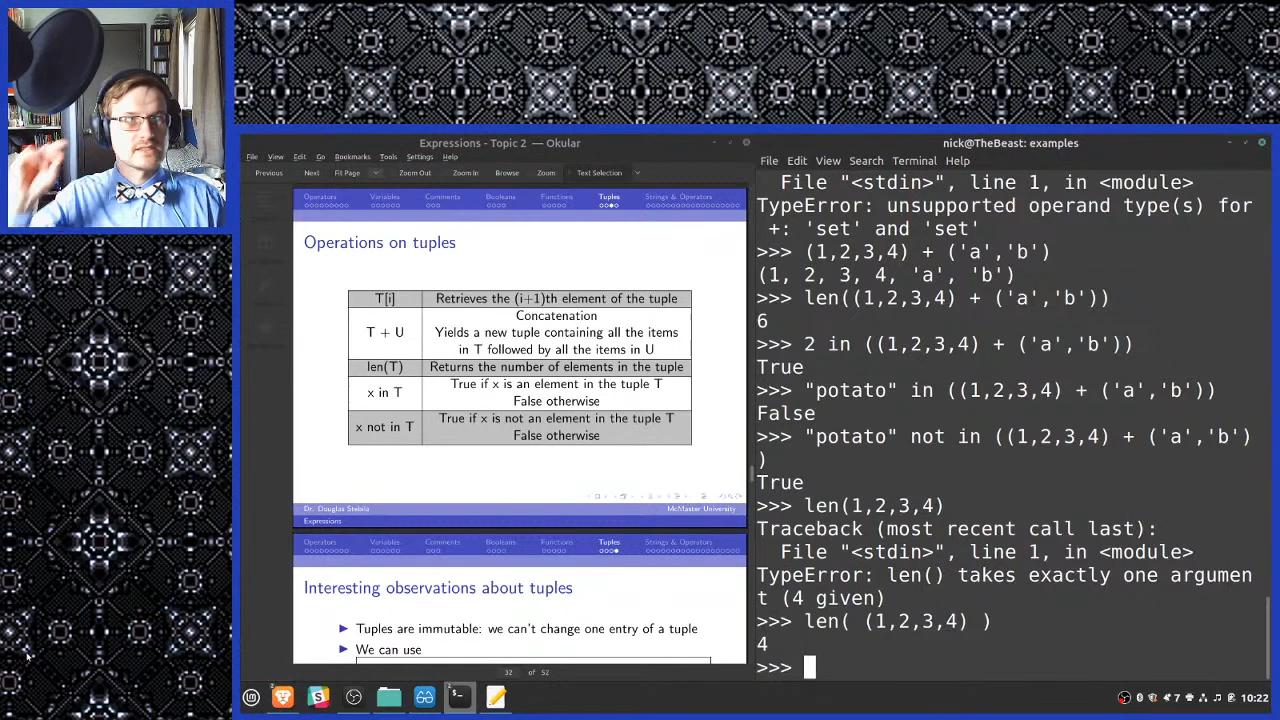 Expressions - Topic 2 — Okular
File Edit View Go Bookmarks Tools Settings Help
Previous Next Fit Page Zoom Out Zoom In Browse Zoom Text Selection
Operators Variables Comments Booleans Functions Tuples Strings & Operators
Operations on tuples
T[i] Retrieves the (i+1)th element of the tuple
Concatenation
T + U Yields a new tuple containing all the items
in T followed by all the items in U
len(T) Returns the number of elements in the tuple
x in T True if x is an element in the tuple T
False otherwise
x not in T True if x is not an element in the tuple T
False otherwise
Dr. Douglas Stebila McMaster University
Expressions
Operators Variables Comments Booleans Functions Tuples Strings & Operators
Interesting observations about tuples
Tuples are immutable: we can't change one entry of a tuple
We can use
32 of 52
nick@TheBeast: examples
File Edit View Search Terminal Help
File "<stdin>", line 1, in <module>
TypeError: unsupported operand type(s) for
+: 'set' and 'set'
>>> (1,2,3,4) + ('a','b')
(1, 2, 3, 4, 'a', 'b')
>>> len((1,2,3,4) + ('a','b'))
6
>>> 2 in ((1,2,3,4) + ('a','b'))
True
>>> "potato" in ((1,2,3,4) + ('a','b'))
False
>>> "potato" not in ((1,2,3,4) + ('a','b')
)
True
>>> len(1,2,3,4)
Traceback (most recent call last):
File "<stdin>", line 1, in <module>
TypeError: len() takes exactly one argumen
t (4 given)
>>> len( (1,2,3,4) )
4
>>>
7 10:22